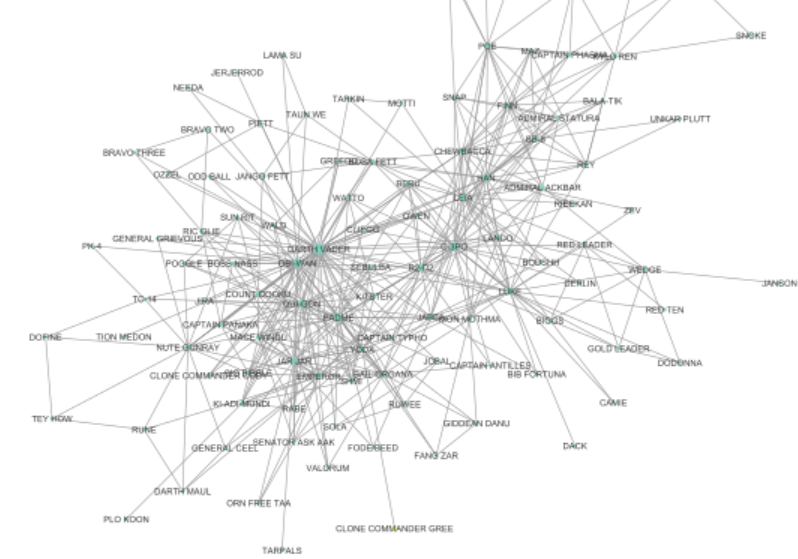 SNOKE
POE
MAZ
CAPTAIN PHASMA
KYLO REN
LAMA SU
JERJERROD
NEEDA
TARKIN
MOTTI
SNAP
FINN
BALA-TIK
ADMIRAL STATURA
UNKAR PLUTT
TAUN WE
PIETT
BRAVO TWO
BB-8
BRAVO THREE
CHEWBACCA
GREEDO
BOBA FETT
REY
OZZEL
ODD BALL
JANGO FETT
HAN
ADMIRAL ACKBAR
WATTO
LEIA
RIEEKAN
SUN RIT
OWEN
WALD
CLIEGG
RIC OLIE
GENERAL GRIEVOUS
PK-4
DARTH VADER
C-3PO
LANDO
RED LEADER
POGGLE
BOSS NASS
OBI-WAN
SEBULBA
R2-D2
BOUSHH
WEDGE
JANSON
DERLIN
LUKE
TC-14
JIRA
COUNT DOOKU
QUI-GON
KITSTER
RED TEN
PADME
MON MOTHMA
BIGGS
CAPTAIN PANAKA
DOFINE
TION MEDON
MACE WINDU
CAPTAIN TYPHO
NUTE GUNRAY
YODA
GOLD LEADER
JAR JAR
JOBAL
CAPTAIN ANTILLES
DODONNA
CLONE COMMANDER CODY
EMPEROR
SHMI
BAIL ORGANA
BIB FORTUNA
KI-ADI-MUNDI
RABE
RUWEE
CAMIE
TEY HOW
RUNE
SOLA
GIDDEAN DANU
GENERAL CEEL
SENATOR ASK AAK
FODE/BEED
FANG ZAR
DACK
VALORUM
DARTH MAUL
ORN FREE TAA
PLO KOON
CLONE COMMANDER GREE
TARPALS